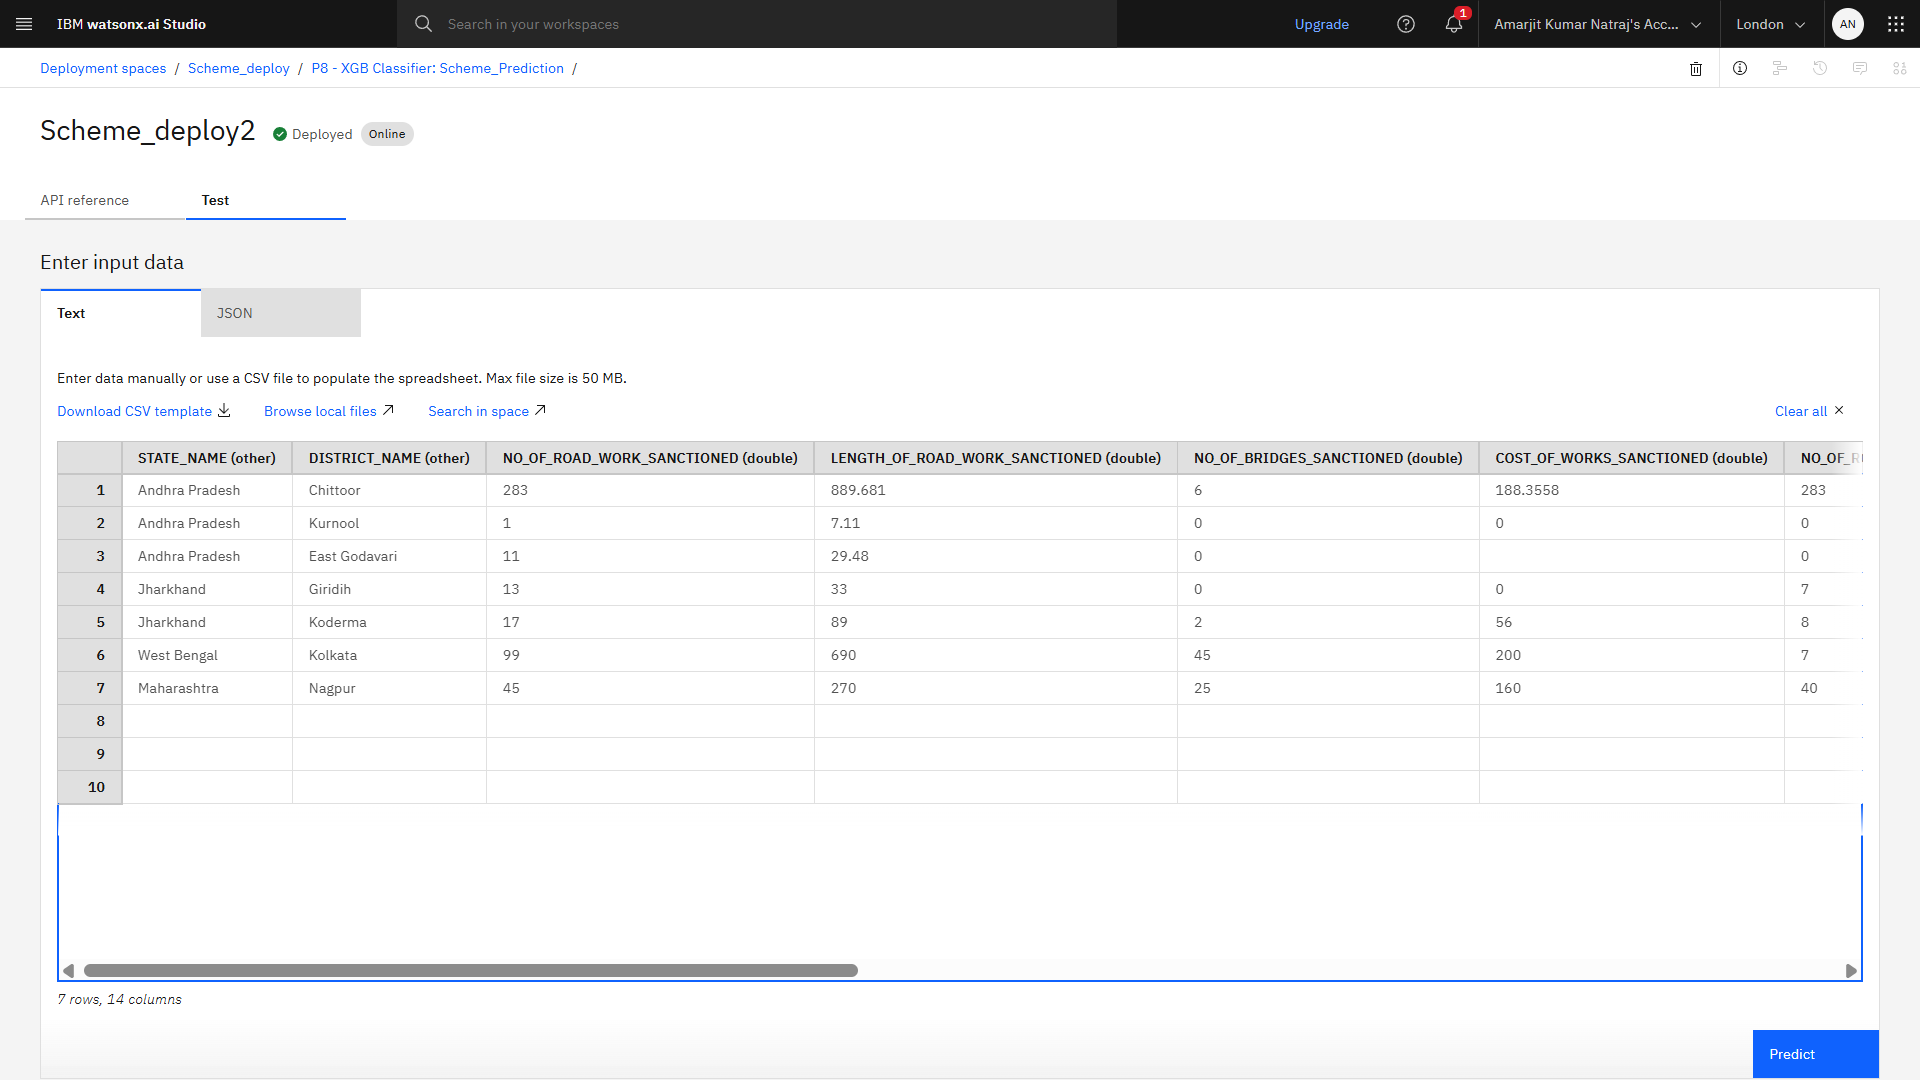 IBM watsonx.ai Studio
Search in your workspaces
Upgrade
1
Amarjit Kumar Natraj's Acc...
London
AN
Deployment spaces / Scheme_deploy / P8 - XGB Classifier: Scheme_Prediction /
Scheme_deploy2
Deployed
Online
API reference
Test
Enter input data
Text
JSON
Enter data manually or use a CSV file to populate the spreadsheet. Max file size is 50 MB.
Download CSV template
Browse local files
Search in space
Clear all
STATE_NAME (other) DISTRICT_NAME (other) NO_OF_ROAD_WORK_SANCTIONED (double) LENGTH_OF_ROAD_WORK_SANCTIONED (double) NO_OF_BRIDGES_SANCTIONED (double) COST_OF_WORKS_SANCTIONED (double) NO_OF_R
1 Andhra Pradesh Chittoor 283 889.681 6 188.3558 283
2 Andhra Pradesh Kurnool 1 7.11 0 0 0
3 Andhra Pradesh East Godavari 11 29.48 0 0
4 Jharkhand Giridih 13 33 0 0 7
5 Jharkhand Koderma 17 89 2 56 8
6 West Bengal Kolkata 99 690 45 200 7
7 Maharashtra Nagpur 45 270 25 160 40
8
9
10
7 rows, 14 columns
Predict